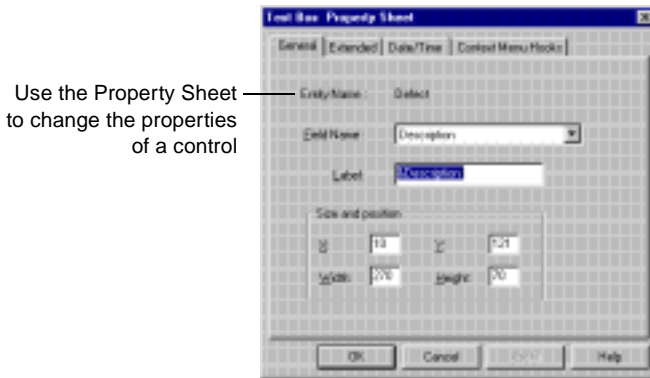 Text Box Property Sheet
General Extended Date/Time Context Menu Hooks
Use the Property Sheet
to change the properties
of a control
Entity Name : Defect
Field Name Description
Label: &Description
Size and position
X: 10 Y: 121
Width: 270 Height: 70
OK Cancel Apply Help